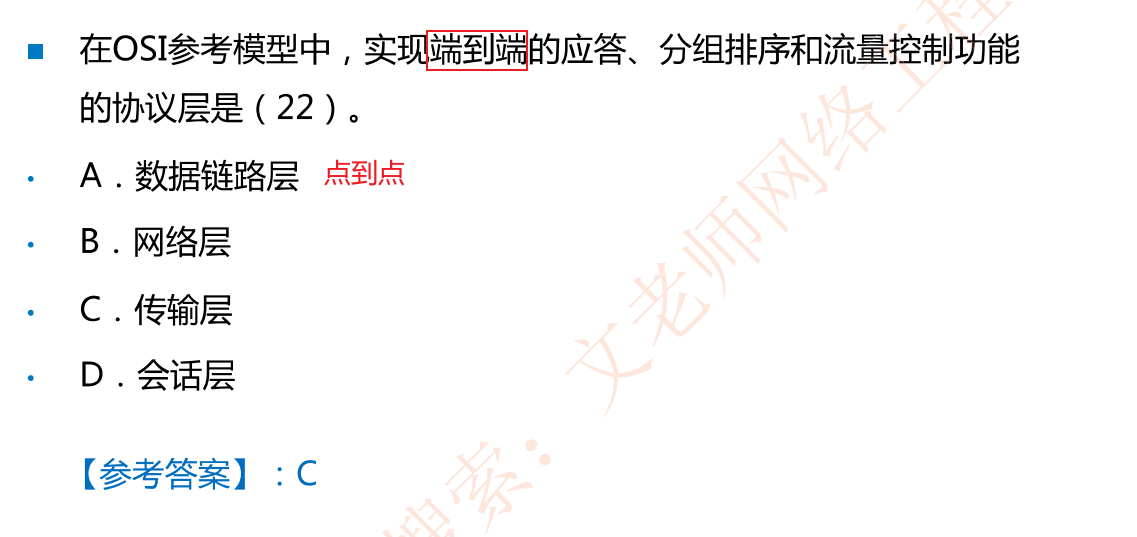 在OSI参考模型中，实现端到端的应答、分组排序和流量控制功能
的协议层是（22）。
A．数据链路层 点到点
B．网络层
C．传输层
D．会话层
【参考答案】：C
搜索：文老师网络工程